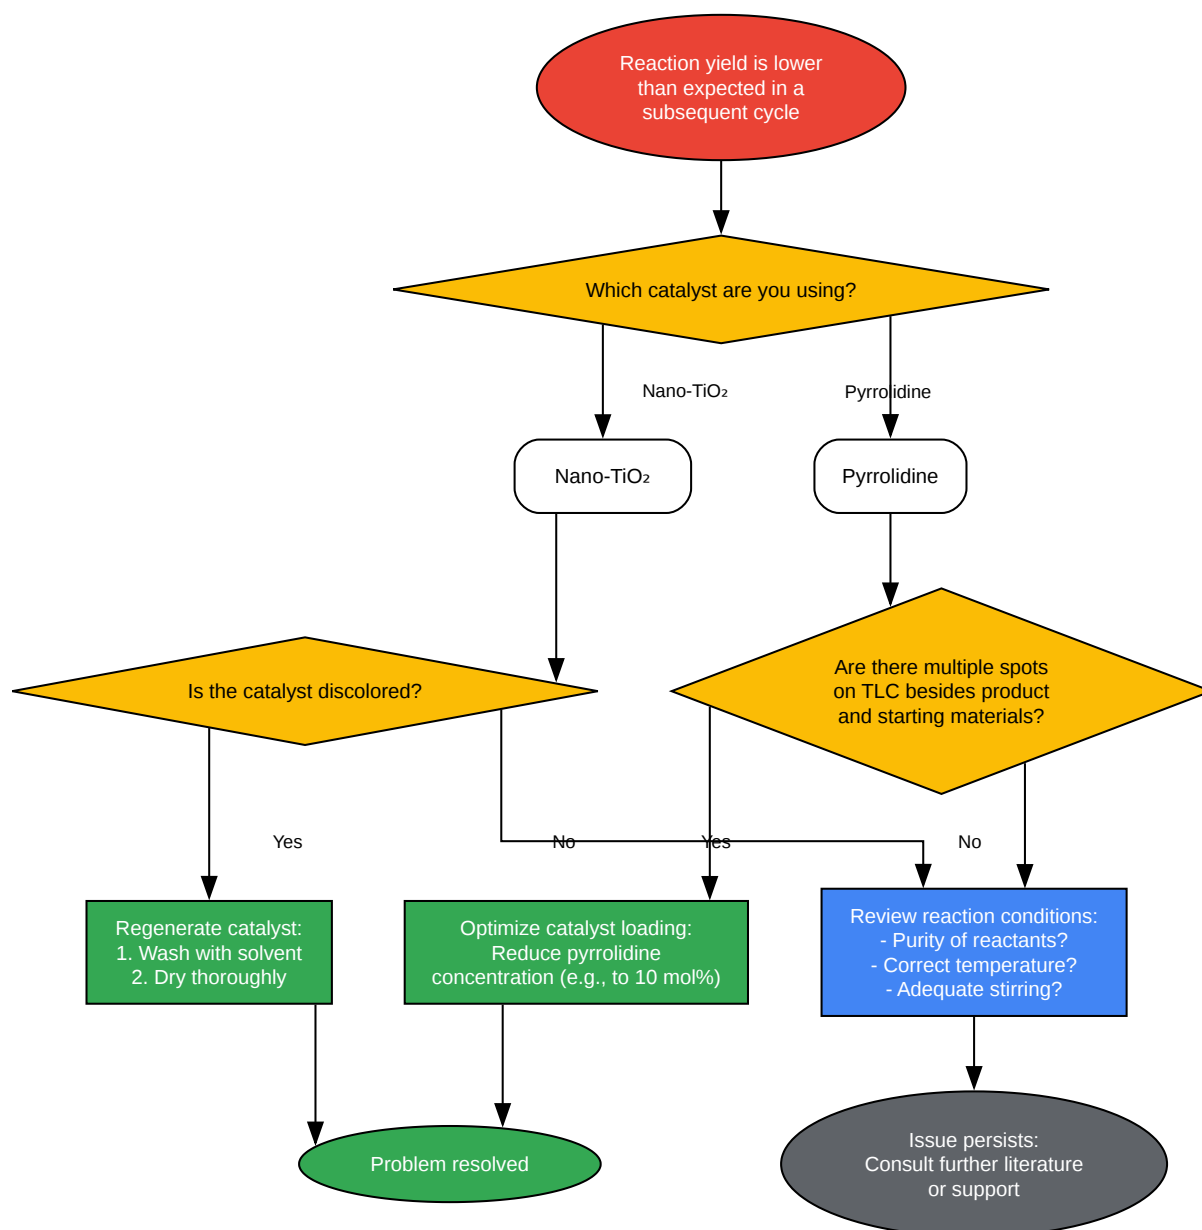 Reaction yield is lower
than expected in a
subsequent cycle
Which catalyst are you using?
Nano-TiO₂
Pyrrolidine
Nano-TiO₂
Pyrrolidine
Is the catalyst discolored?
Are there multiple spots
on TLC besides product
and starting materials?
Yes
No
Yes
No
Regenerate catalyst:
1. Wash with solvent
2. Dry thoroughly
Optimize catalyst loading:
Reduce pyrrolidine
concentration (e.g., to 10 mol%)
Review reaction conditions:
- Purity of reactants?
- Correct temperature?
- Adequate stirring?
Problem resolved
Issue persists:
Consult further literature
or support